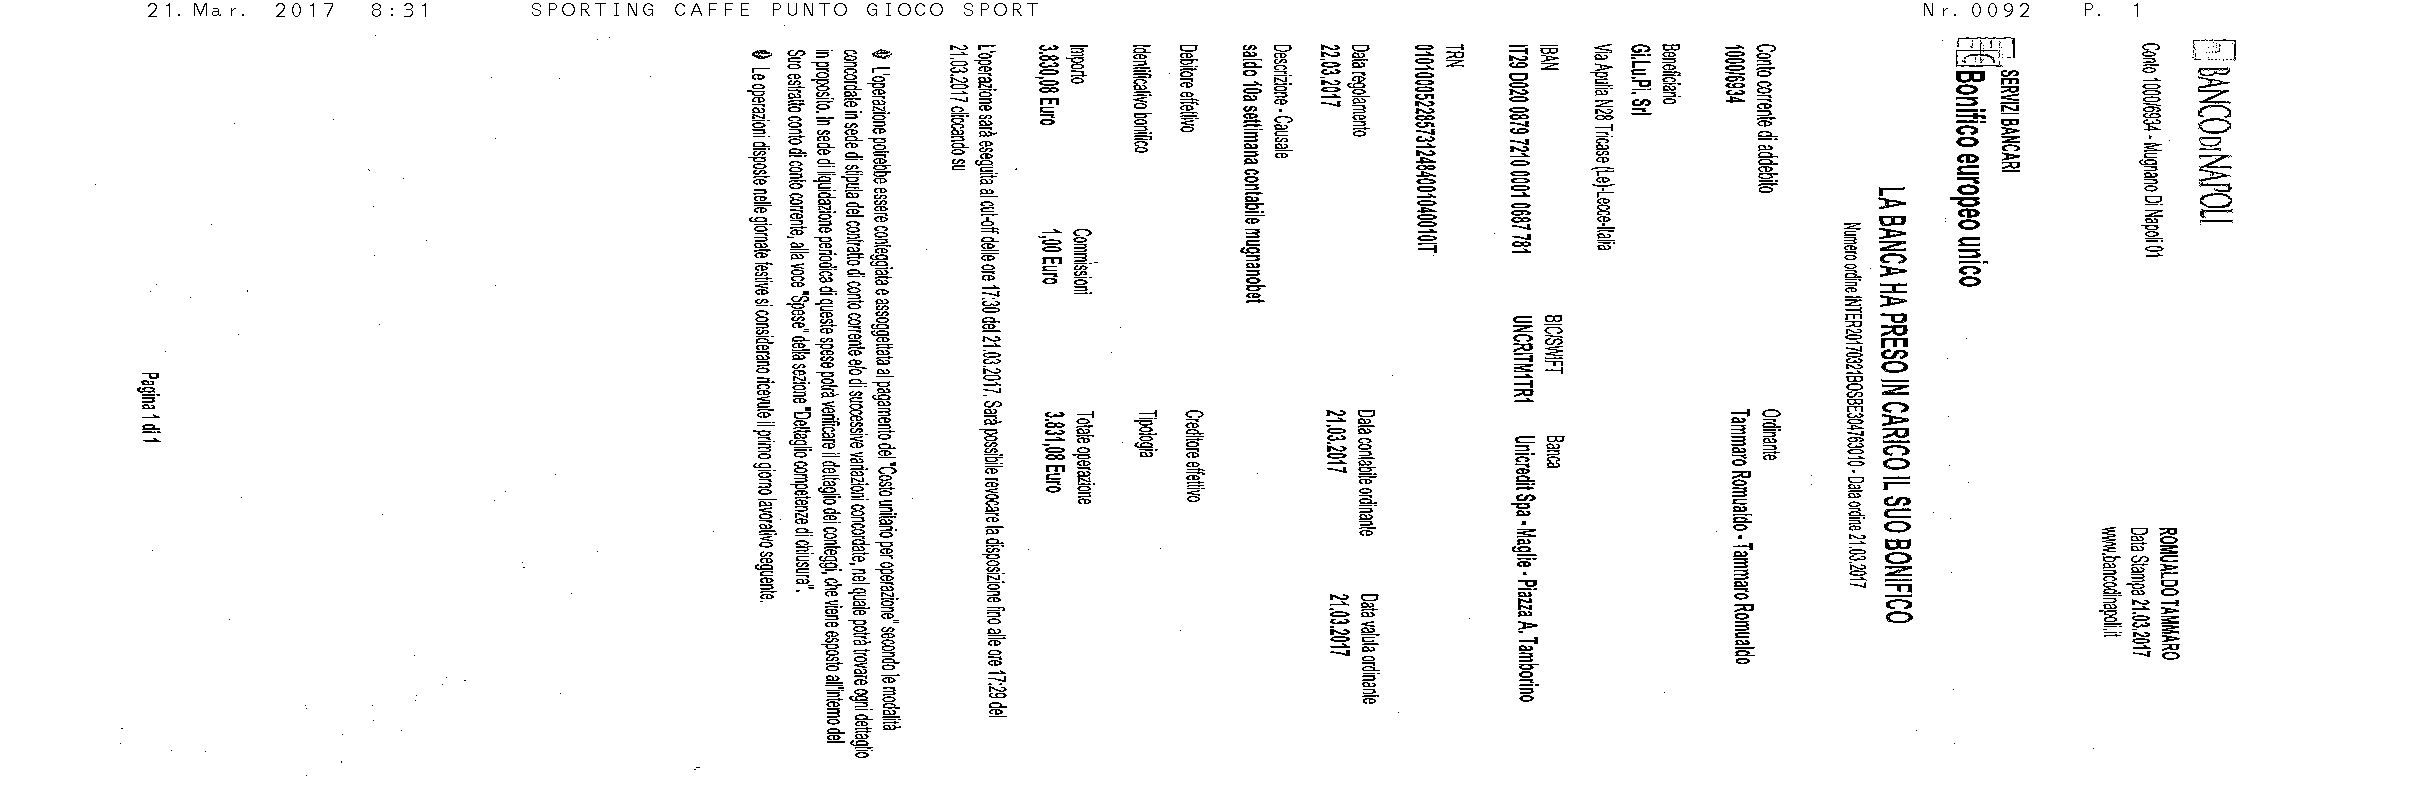 21.Mar. 2017 8:31 SPORTING CAFFE PUNTO GIOCO SPORT Nr.0092 P. 1
BANCO DI NAPOLI
ROMUALDO TAMMARO
Conto 1000/6934 - Mugnano Di Napoli 01
Data Stampa 21.03.2017
www.bancodinapoli.it
SERVIZI BANCARI
Bonifico europeo unico
LA BANCA HA PRESO IN CARICO IL SUO BONIFICO
Numero ordine INTER20170321BOSBE304763010 - Data ordine 21.03.2017
Conto corrente di addebito Ordinante
1000/6934 Tammaro Romualdo - Tammaro Romualdo
Beneficiario
Gi.Lu.Pi. Srl
Via Apulia N28 Tricase (Le)-Lecce-Italia
IBAN BIC/SWIFT Banca
IT29 D020 0879 7210 0001 0687 781 UNCRITM1TR1 Unicredit Spa - Maglie - Piazza A. Tamborino
TRN
0101000522857312484001040010IT
Data regolamento Data contabile ordinante Data valuta ordinante
22.03.2017 21.03.2017 21.03.2017
Descrizione - Causale
saldo 10a settimana contabile mugnanobet
Debitore effettivo Creditore effettivo
Identificativo bonifico Tipologia
Importo Commissioni Totale operazione
3.830,08 Euro 1,00 Euro 3.831,08 Euro
L'operazione sarà eseguita al cut-off delle ore 17:30 del 21.03.2017. Sarà possibile revocare la disposizione fino alle ore 17:29 del
21.03.2017 cliccando su
L'operazione potrebbe essere conteggiata e assoggettata al pagamento del "Costo unitario per operazione" secondo le modalità
concordate in sede di stipula del contratto di conto corrente e/o di successive variazioni concordate, nel quale potrà trovare ogni dettaglio
in proposito. In sede di liquidazione periodica di queste spese potrà verificare il dettaglio dei conteggi, che viene esposto all'interno del
Suo estratto conto di conto corrente, alla voce "Spese" della sezione "Dettaglio competenze di chiusura".
Le operazioni disposte nelle giornate festive si considerano ricevute il primo giorno lavorativo seguente.
Pagina 1 di 1